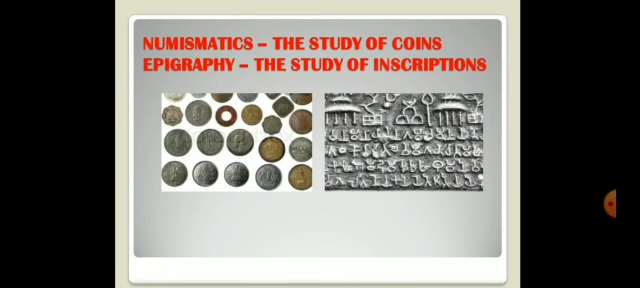 NUMISMATICS – THE STUDY OF COINS
EPIGRAPHY – THE STUDY OF INSCRIPTIONS